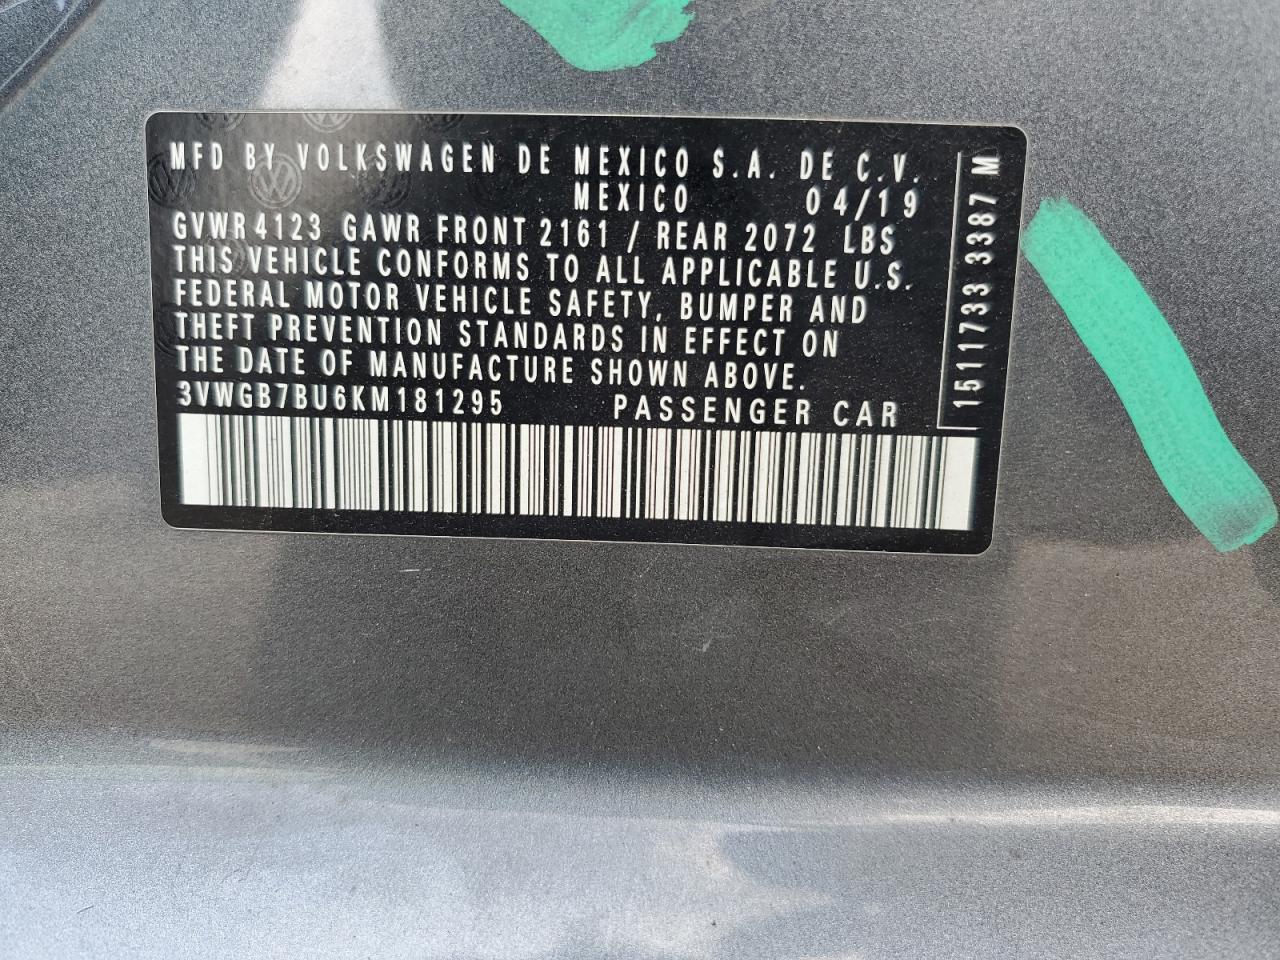 MFD BY VOLKSWAGEN DE MEXICO S.A. DE C.V.
MEXICO 04/19
GVWR 4123 GAWR FRONT 2161 / REAR 2072 LBS
THIS VEHICLE CONFORMS TO ALL APPLICABLE U.S.
FEDERAL MOTOR VEHICLE SAFETY, BUMPER AND
THEFT PREVENTION STANDARDS IN EFFECT ON
THE DATE OF MANUFACTURE SHOWN ABOVE.
3VWGB7BU6KM181295 PASSENGER CAR
1511733 3387 M